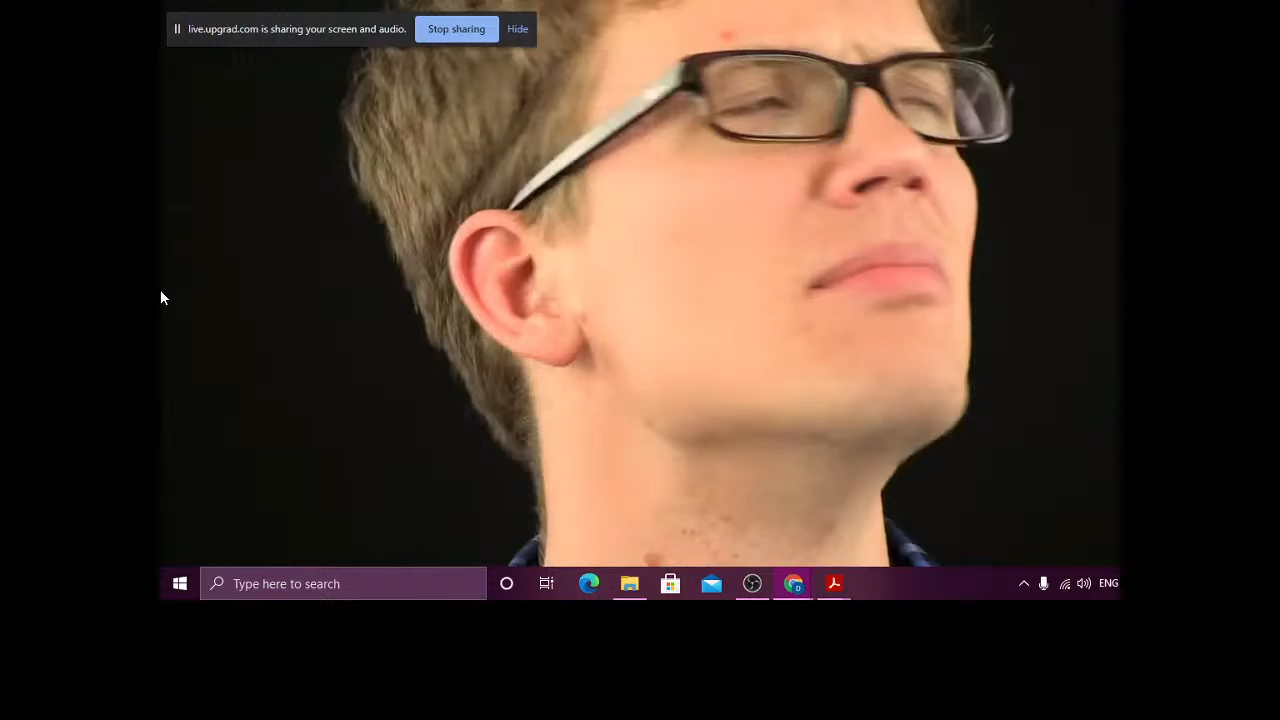 live.upgrad.com is sharing your screen and audio. Stop sharing Hide
Type here to search
D
ENG